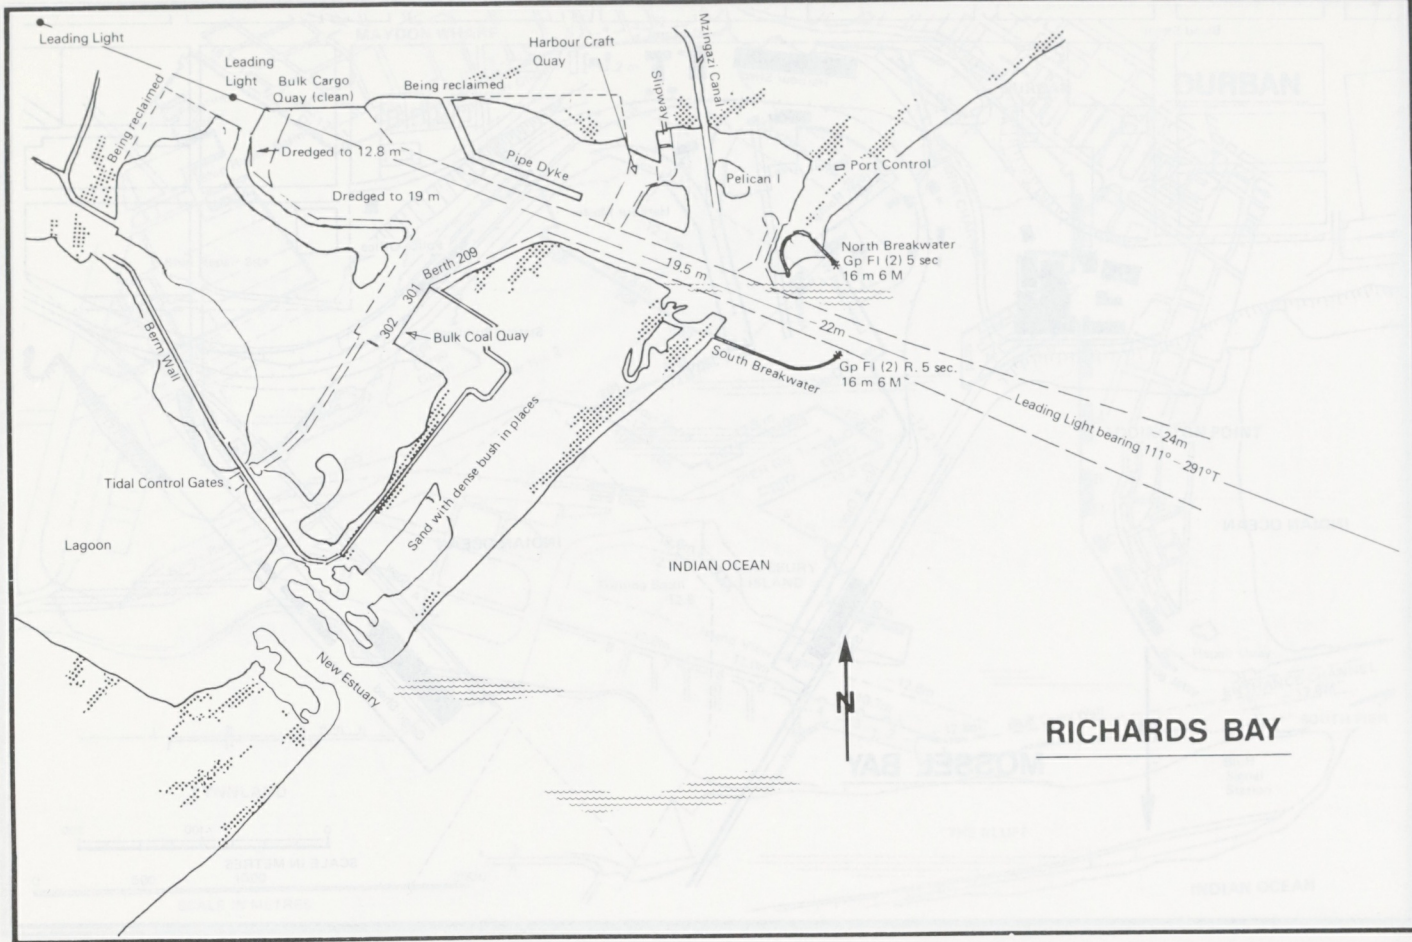 Leading Light
Leading
Light
Bulk Cargo
Quay (clean)
Being reclaimed
Harbour Craft
Quay
Slipway
Mzingazi Canal
Being reclaimed
Dredged to 12.8 m
Pipe Dyke
Dredged to 19 m
Pelican I
Port Control
North Breakwater
Gp Fl (2) 5 sec
16 m 6 M
Berth 209
301
302
Bulk Coal Quay
19.5 m
22m
South Breakwater
Gp Fl (2) R. 5 sec.
16 m 6 M
Berm Wall
24m
Leading Light bearing 111° - 291°T
Tidal Control Gates
Sand with dense bush in places
Lagoon
INDIAN OCEAN
New Estuary
N
RICHARDS BAY
MOSSEL BAY